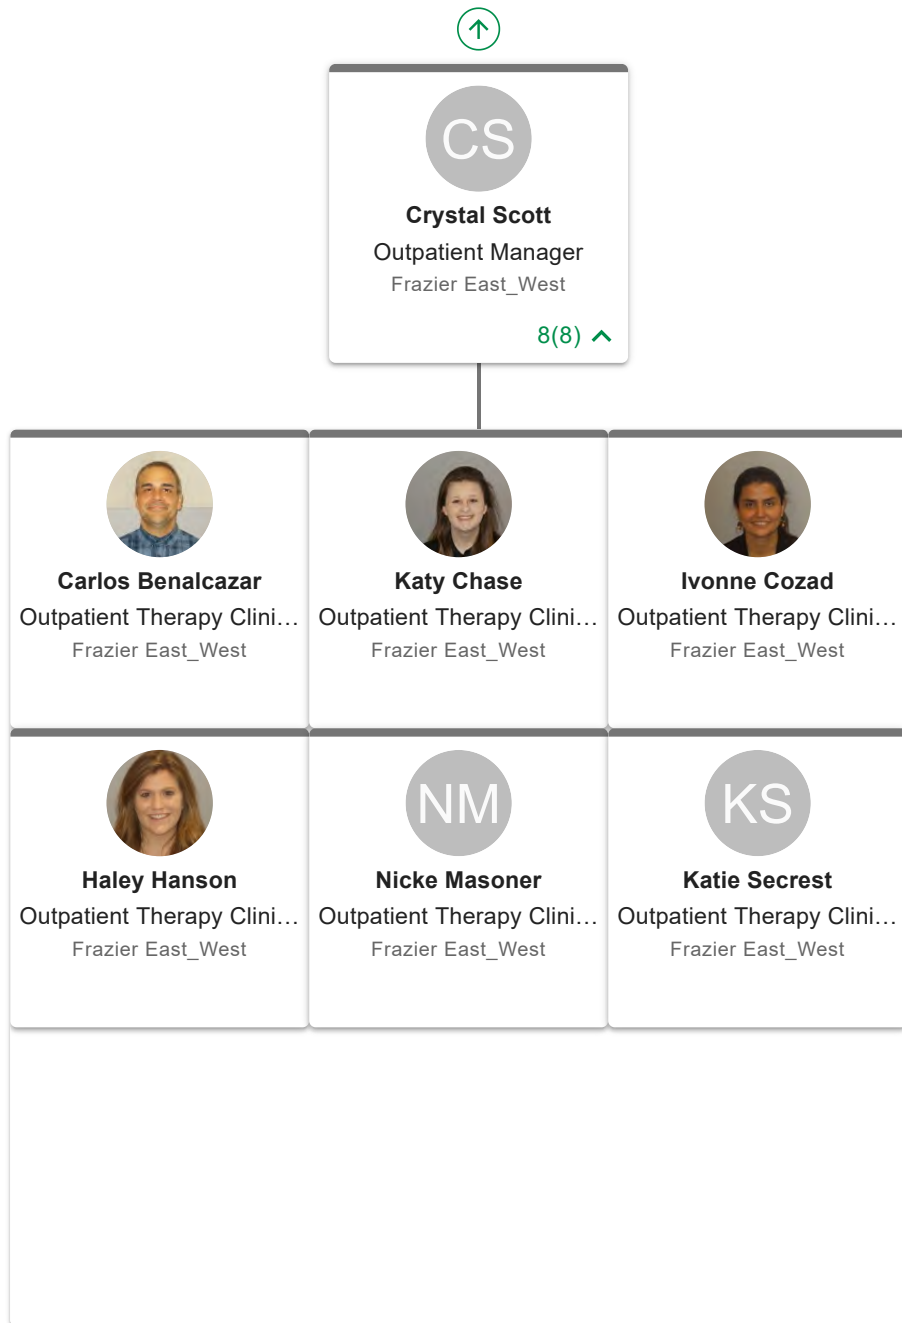 CS
Crystal Scott
Outpatient Manager
Frazier East_West
8(8)
Carlos Benalcazar
Outpatient Therapy Clini...
Frazier East_West
Katy Chase
Outpatient Therapy Clini...
Frazier East_West
Ivonne Cozad
Outpatient Therapy Clini...
Frazier East_West
Haley Hanson
Outpatient Therapy Clini...
Frazier East_West
NM
Nicke Masoner
Outpatient Therapy Clini...
Frazier East_West
KS
Katie Secrest
Outpatient Therapy Clini...
Frazier East_West